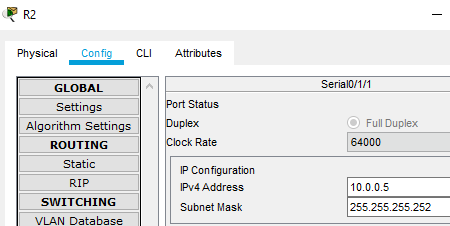 R2
Physical Config CLI Attributes
GLOBAL
Settings
Algorithm Settings
ROUTING
Static
RIP
SWITCHING
VLAN Database
Serial0/1/1
Port Status
Duplex Full Duplex
Clock Rate 64000
IP Configuration
IPv4 Address 10.0.0.5
Subnet Mask 255.255.255.252